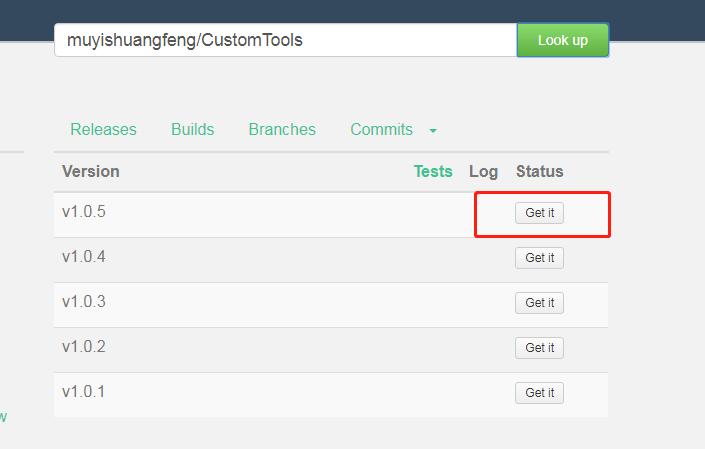 muyishuangfeng/CustomTools Look up
Releases Builds Branches Commits
Version Tests Log Status
v1.0.5 Get it
v1.0.4 Get it
v1.0.3 Get it
v1.0.2 Get it
v1.0.1 Get it
w